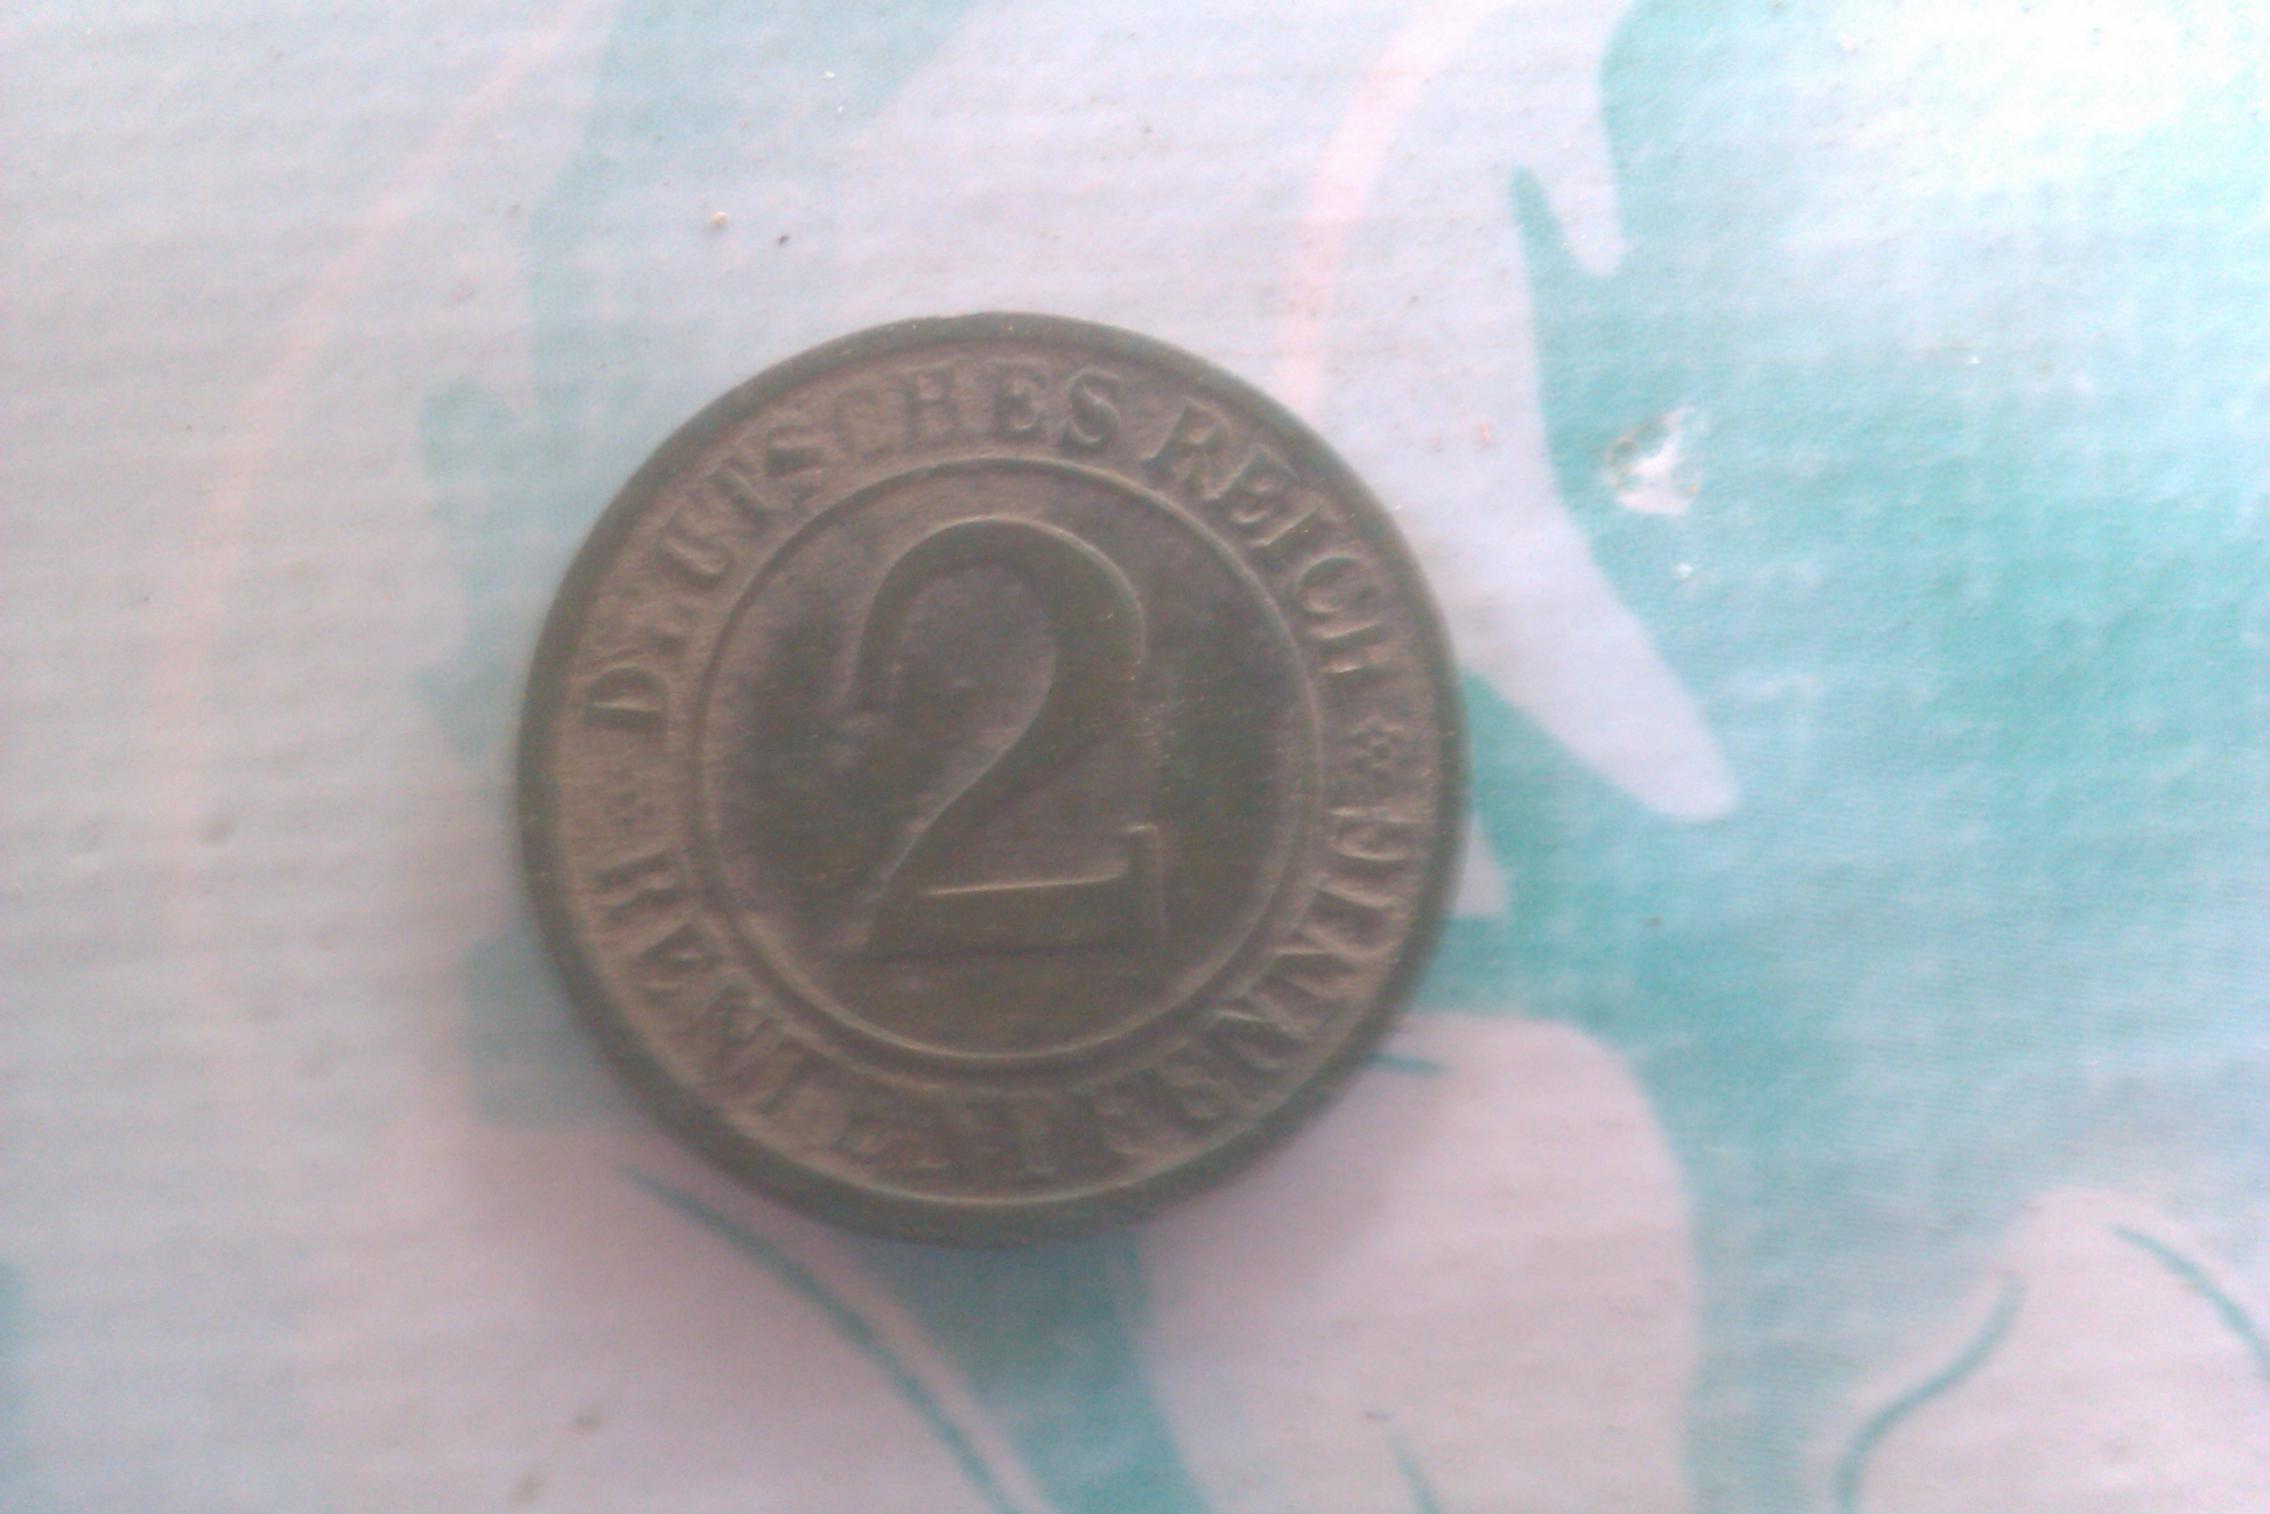 DEUTSCHES REICH
2
RENTENPFENNIG